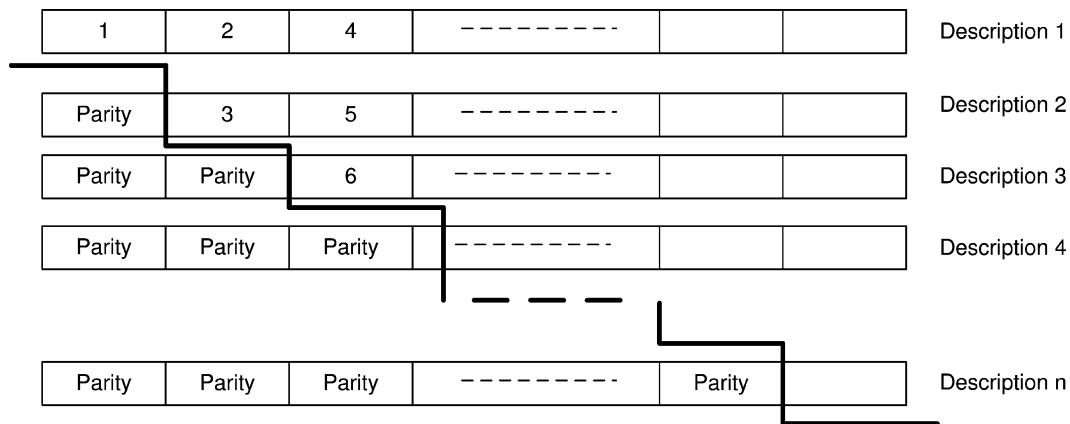 1 2 4 Description 1
Parity 3 5 Description 2
Parity Parity 6 Description 3
Parity Parity Parity Description 4
Parity Parity Parity Parity Description n